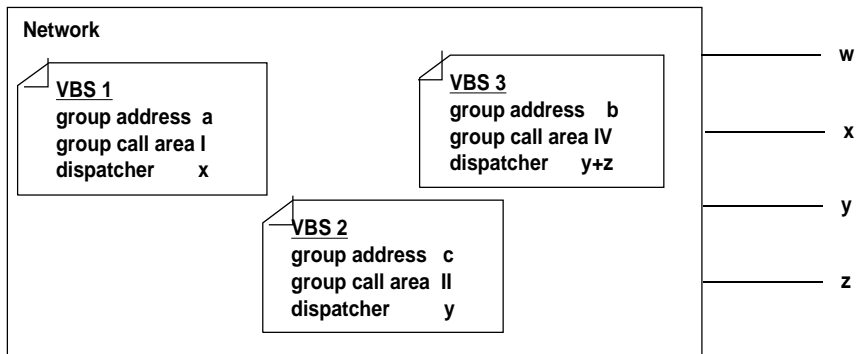 Network
VBS 1
group address a
group call area I
dispatcher x
VBS 3
group address b
group call area IV
dispatcher y+z
VBS 2
group address c
group call area II
dispatcher y
w
x
y
z